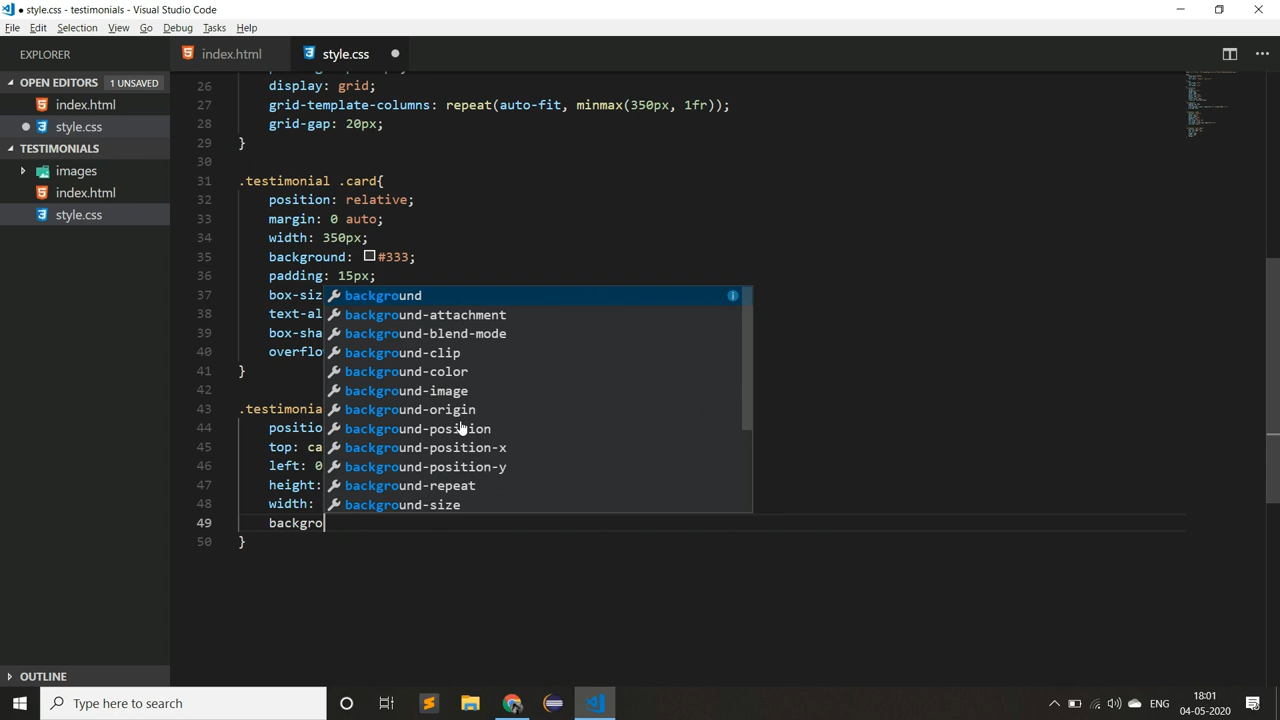 style.css - testimonials - Visual Studio Code
File Edit Selection View Go Debug Tasks Help
EXPLORER
index.html
style.css
OPEN EDITORS 1 UNSAVED
index.html
style.css
TESTIMONIALS
images
index.html
style.css
OUTLINE
26 display: grid;
27 grid-template-columns: repeat(auto-fit, minmax(350px, 1fr));
28 grid-gap: 20px;
29 }
30
31 .testimonial .card{
32 position: relative;
33 margin: 0 auto;
34 width: 350px;
35 background: #333;
36 padding: 15px;
37 box-siz
38 text-al
39 box-sha
40 overflo
41 }
42
43 .testimonia
44 positio
45 top: ca
46 left: 0
47 height:
48 width:
49 backgro
50 }
background
background-attachment
background-blend-mode
background-clip
background-color
background-image
background-origin
background-position
background-position-x
background-position-y
background-repeat
background-size
Type here to search
ENG
18:01
04-05-2020